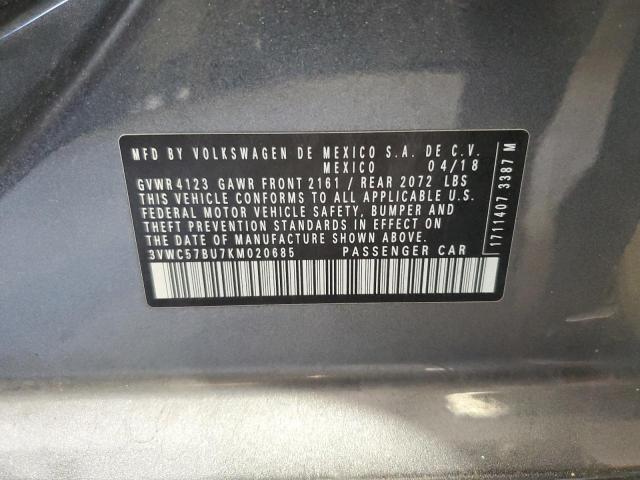 MFD BY VOLKSWAGEN DE MEXICO S.A. DE C.V.
MEXICO 04/18
GVWR 4123 GAWR FRONT 2161 / REAR 2072 LBS
THIS VEHICLE CONFORMS TO ALL APPLICABLE U.S.
FEDERAL MOTOR VEHICLE SAFETY, BUMPER AND
THEFT PREVENTION STANDARDS IN EFFECT ON
THE DATE OF MANUFACTURE SHOWN ABOVE.
3VWC57BU7KM020685 PASSENGER CAR
1711407 3387 M